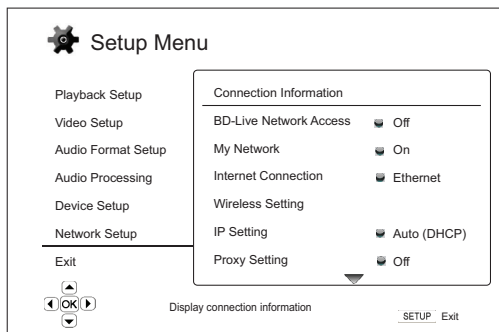 Setup Menu
Playback Setup
Video Setup
Audio Format Setup
Audio Processing
Device Setup
Network Setup
Exit
Connection Information
BD-Live Network Access Off
My Network On
Internet Connection Ethernet
Wireless Setting
IP Setting Auto (DHCP)
Proxy Setting Off
OK
Display connection information
SETUP Exit